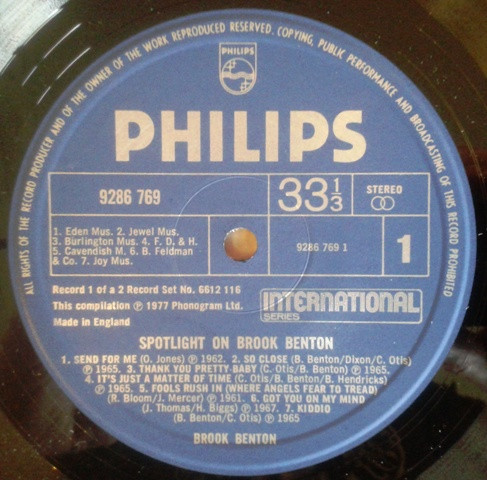 ALL RIGHTS OF THE RECORD PRODUCER AND OF THE OWNER OF THE WORK REPRODUCED RESERVED. COPYING, PUBLIC PERFORMANCE AND BROADCASTING OF THIS RECORD PROHIBITED
PHILIPS
PHILIPS
9286 769
33 1/3
STEREO
1. Eden Mus. 2. Jewel Mus.
3. Burlington Mus. 4. F. D. & H.
5. Cavendish M. 6. B. Feldman
& Co. 7. Joy Mus.
9286 769 1
1
Record 1 of a 2 Record Set No. 6612 116
This compilation ℗ 1977 Phonogram Ltd.
Made in England
INTERNATIONAL
SERIES
SPOTLIGHT ON BROOK BENTON
1. SEND FOR ME (O. Jones) ℗ 1962. 2. SO CLOSE (B. Benton/Dixon/C. Otis)
℗ 1965. 3. THANK YOU PRETTY BABY (C. Otis/B. Benton) ℗ 1965.
4. IT'S JUST A MATTER OF TIME (C. Otis/B. Benton/B. Hendricks)
℗ 1965. 5. FOOLS RUSH IN (WHERE ANGELS FEAR TO TREAD)
(R. Bloom/J. Mercer) ℗ 1961. 6. GOT YOU ON MY MIND
(J. Thomas/H. Biggs) ℗ 1967. 7. KIDDIO
(B. Benton/C. Otis) ℗ 1965
BROOK BENTON